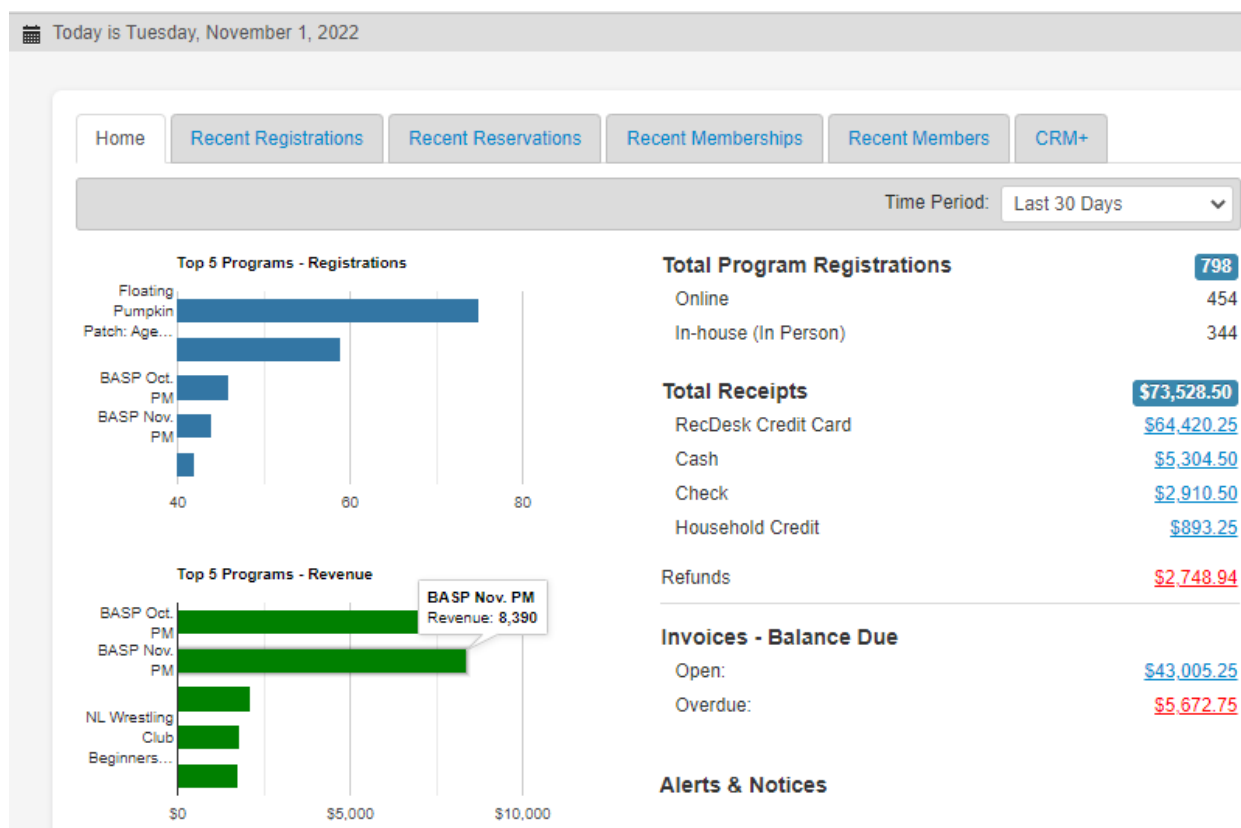 Today is Tuesday, November 1, 2022
Home
Recent Registrations
Recent Reservations
Recent Memberships
Recent Members
CRM+
Time Period:
Last 30 Days
Top 5 Programs - Registrations
Floating
Pumpkin
Patch: Age...
BASP Oct.
PM
BASP Nov.
PM
40
60
80
Top 5 Programs - Revenue
BASP Oct.
PM
BASP Nov.
PM
NL Wrestling
Club
Beginners...
BASP Nov. PM
Revenue: 8,390
$0
$5,000
$10,000
Total Program Registrations 798
Online 454
In-house (In Person) 344
Total Receipts $73,528.50
RecDesk Credit Card $64,420.25
Cash $5,304.50
Check $2,910.50
Household Credit $893.25
Refunds $2,748.94
Invoices - Balance Due
Open: $43,005.25
Overdue: $5,672.75
Alerts & Notices